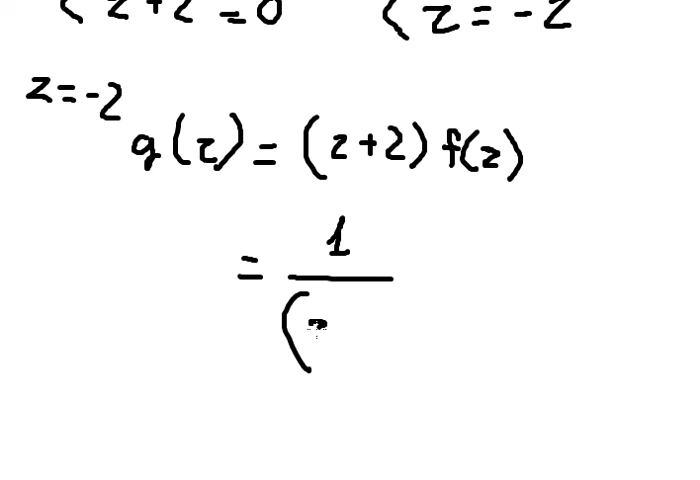 ( z+2=0 ( z=-2
z=-2
g(z)=(z+2) f(z)
= 1/(